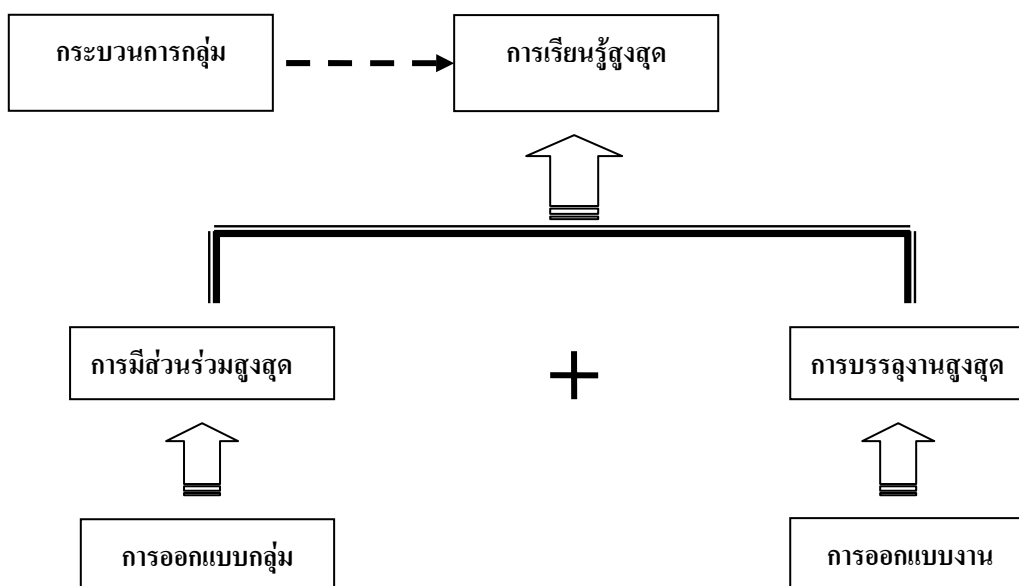 กระบวนการกลุ่ม
การเรียนรู้สูงสุด
การมีส่วนร่วมสูงสุด
+
การบรรลุงานสูงสุด
การออกแบบกลุ่ม
การออกแบบงาน